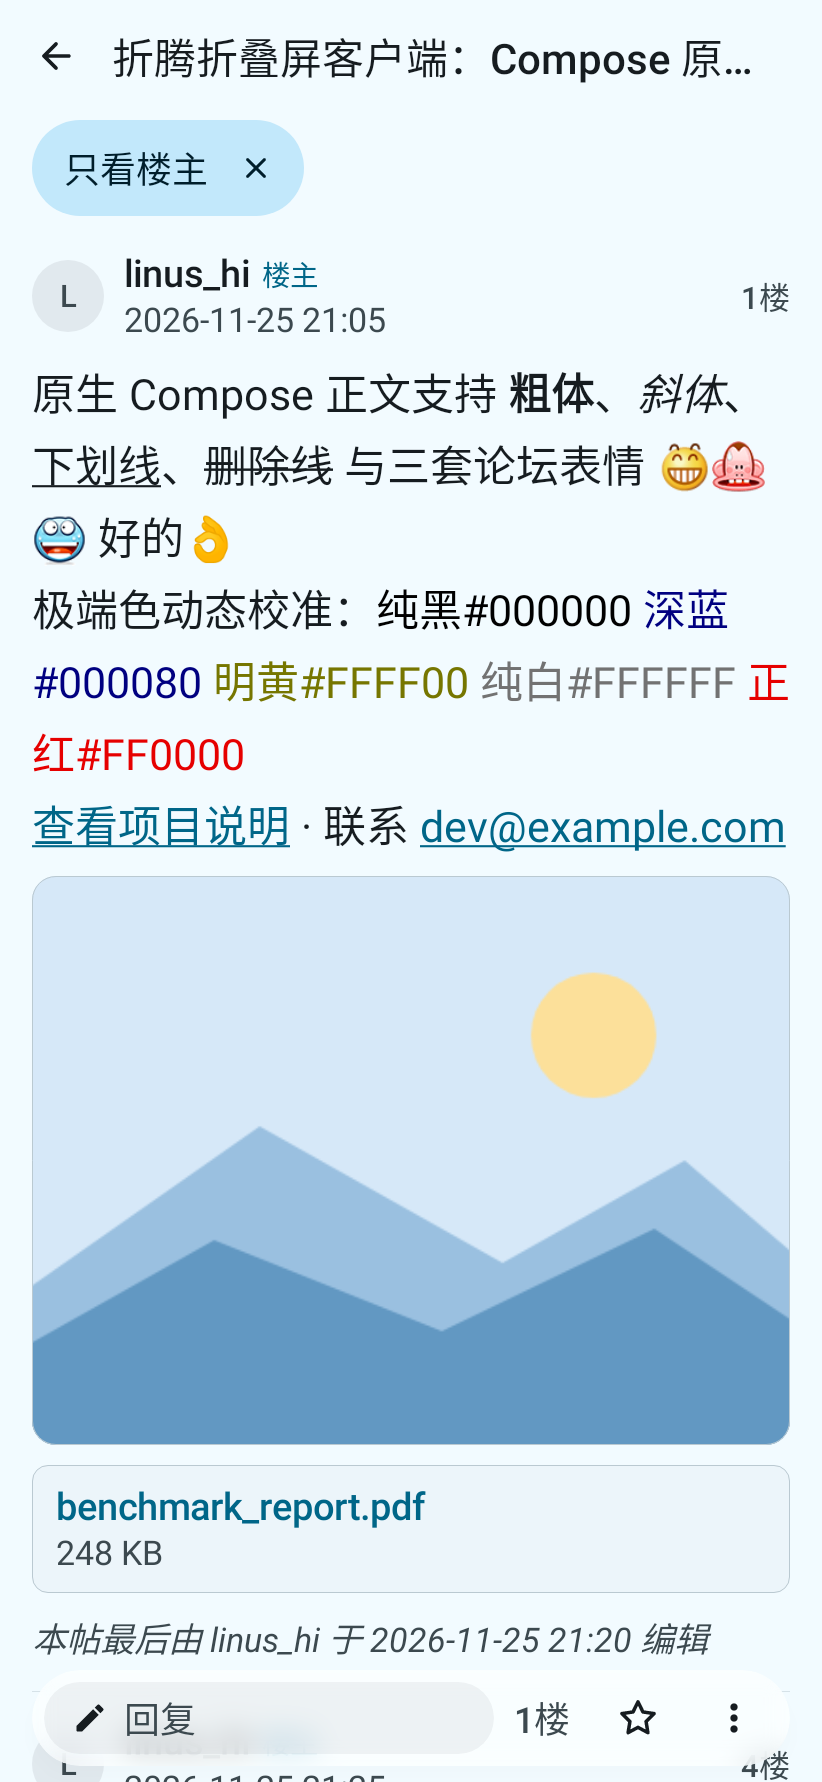 折腾折叠屏客户端：Compose 原…
只看楼主
L
linus_hi 楼主
2026-11-25 21:05
1楼
原生 Compose 正文支持 粗体、斜体、
下划线、删除线 与三套论坛表情 😁
好的👌
极端色动态校准：纯黑#000000 深蓝
#000080 明黄#FFFF00 纯白#FFFFFF 正
红#FF0000
查看项目说明 · 联系 dev@example.com
benchmark_report.pdf
248 KB
本帖最后由 linus_hi 于 2026-11-25 21:20 编辑
回复
1楼
L
linus_hi
4楼